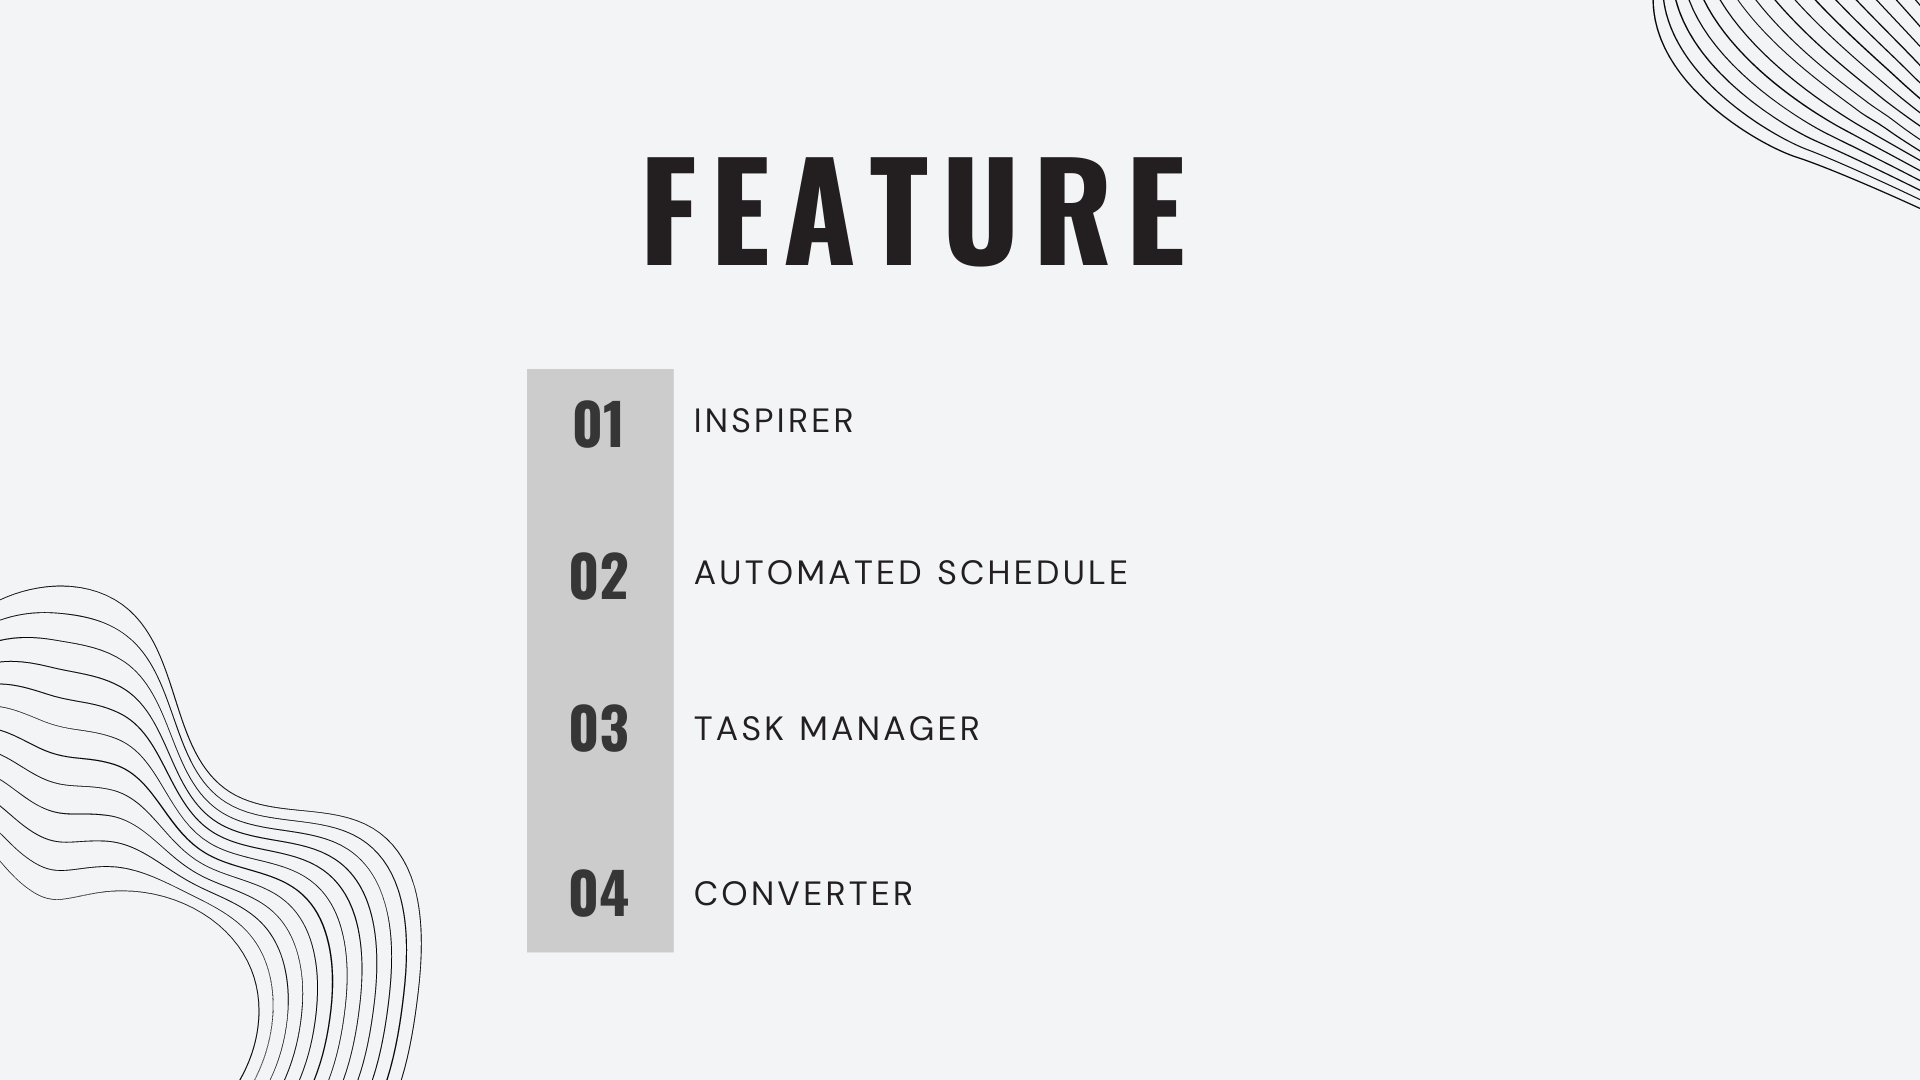 FEATURE
01 INSPIRER
02 AUTOMATED SCHEDULE
03 TASK MANAGER
04 CONVERTER